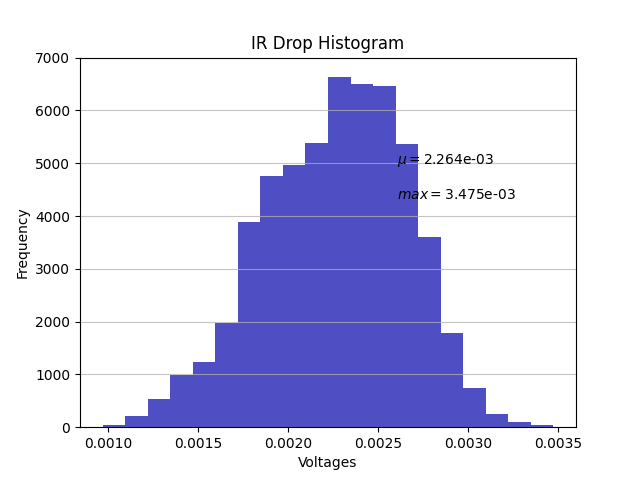 IR Drop Histogram
7000
6000
5000
4000
3000
2000
1000
0
Frequency
μ = 2.264e-03
max = 3.475e-03
0.0010 0.0015 0.0020 0.0025 0.0030 0.0035
Voltages